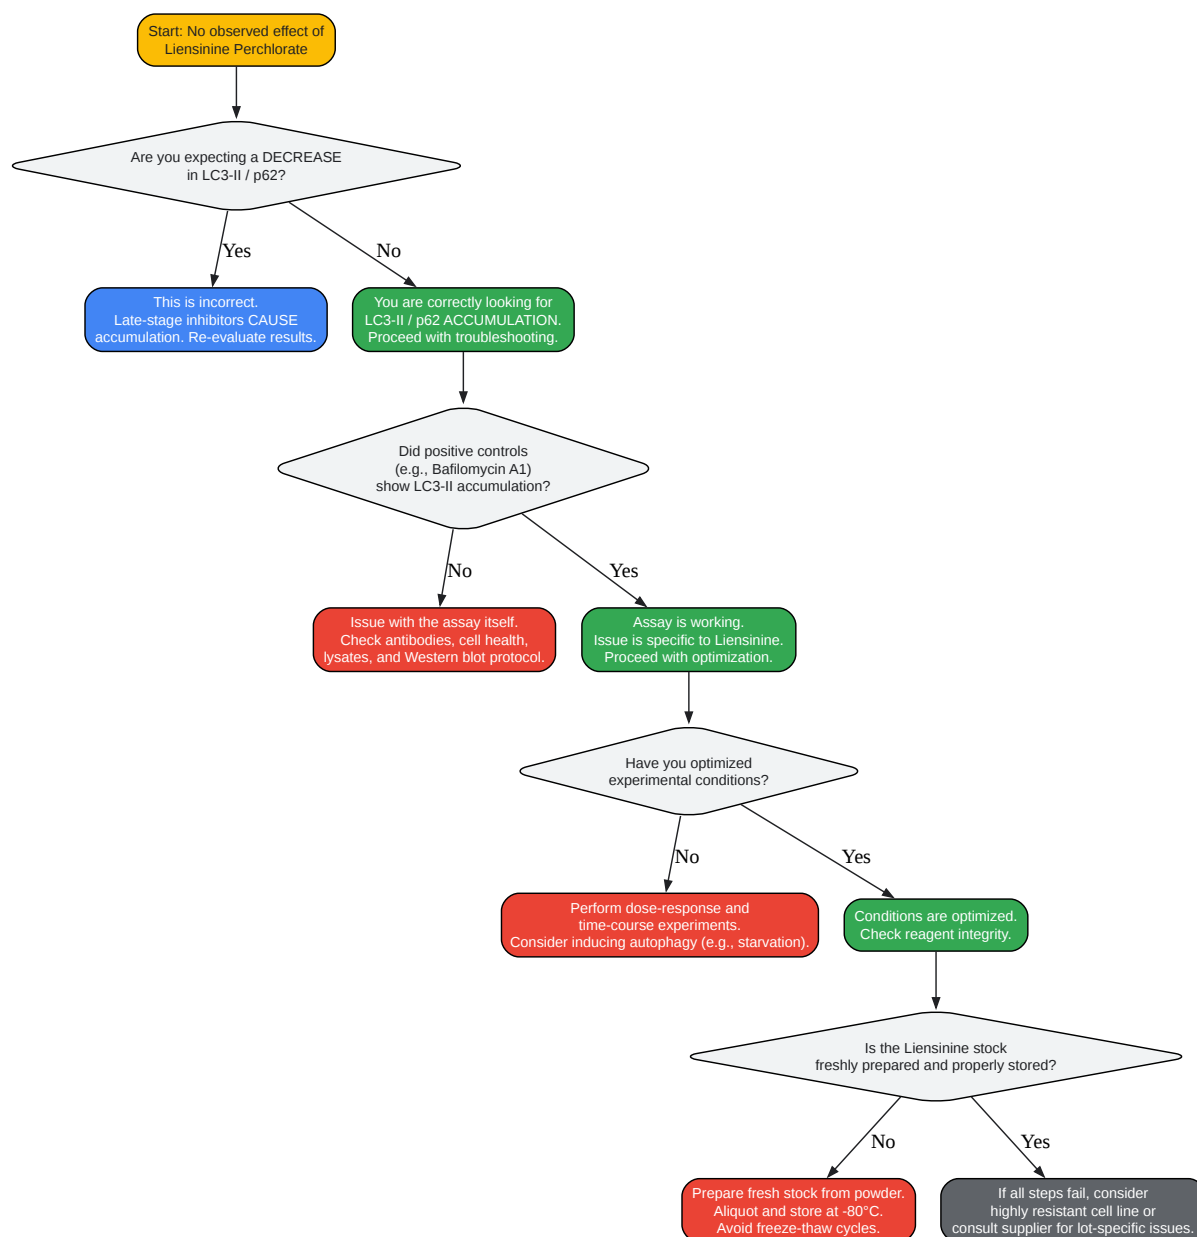 Start: No observed effect of
Liensinine Perchlorate
Are you expecting a DECREASE
in LC3-II / p62?
Yes
No
This is incorrect.
Late-stage inhibitors CAUSE
accumulation. Re-evaluate results.
You are correctly looking for
LC3-II / p62 ACCUMULATION.
Proceed with troubleshooting.
Did positive controls
(e.g., Bafilomycin A1)
show LC3-II accumulation?
No
Yes
Issue with the assay itself.
Check antibodies, cell health,
lysates, and Western blot protocol.
Assay is working.
Issue is specific to Liensinine.
Proceed with optimization.
Have you optimized
experimental conditions?
No
Yes
Perform dose-response and
time-course experiments.
Consider inducing autophagy (e.g., starvation).
Conditions are optimized.
Check reagent integrity.
Is the Liensinine stock
freshly prepared and properly stored?
No
Yes
Prepare fresh stock from powder.
Aliquot and store at -80°C.
Avoid freeze-thaw cycles.
If all steps fail, consider
highly resistant cell line or
consult supplier for lot-specific issues.